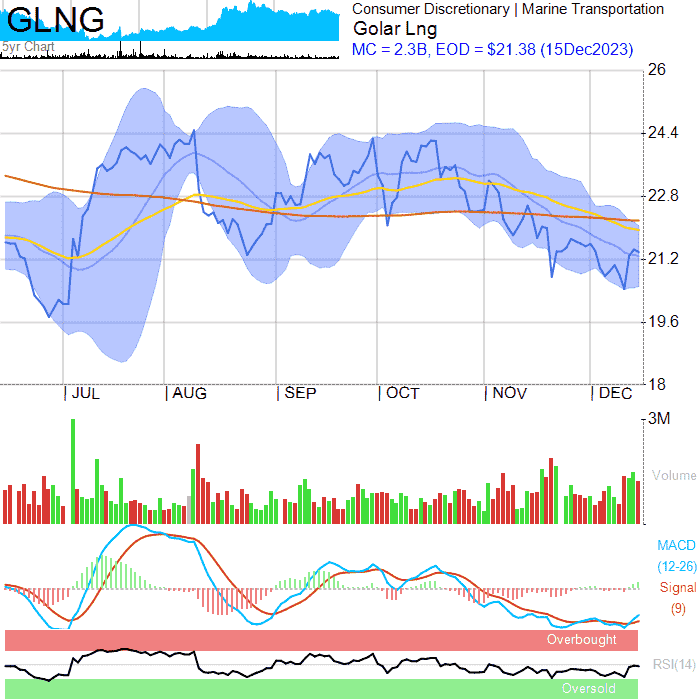 GLNG
5yr Chart
Consumer Discretionary | Marine Transportation
Golar Lng
MC = 2.3B, EOD = $21.38 (15Dec2023)
26
24.4
22.8
21.2
19.6
18
| JUL | AUG | SEP | OCT | NOV | DEC
3M
Volume
MACD
(12-26)
Signal
(9)
Overbought
RSI(14)
Oversold